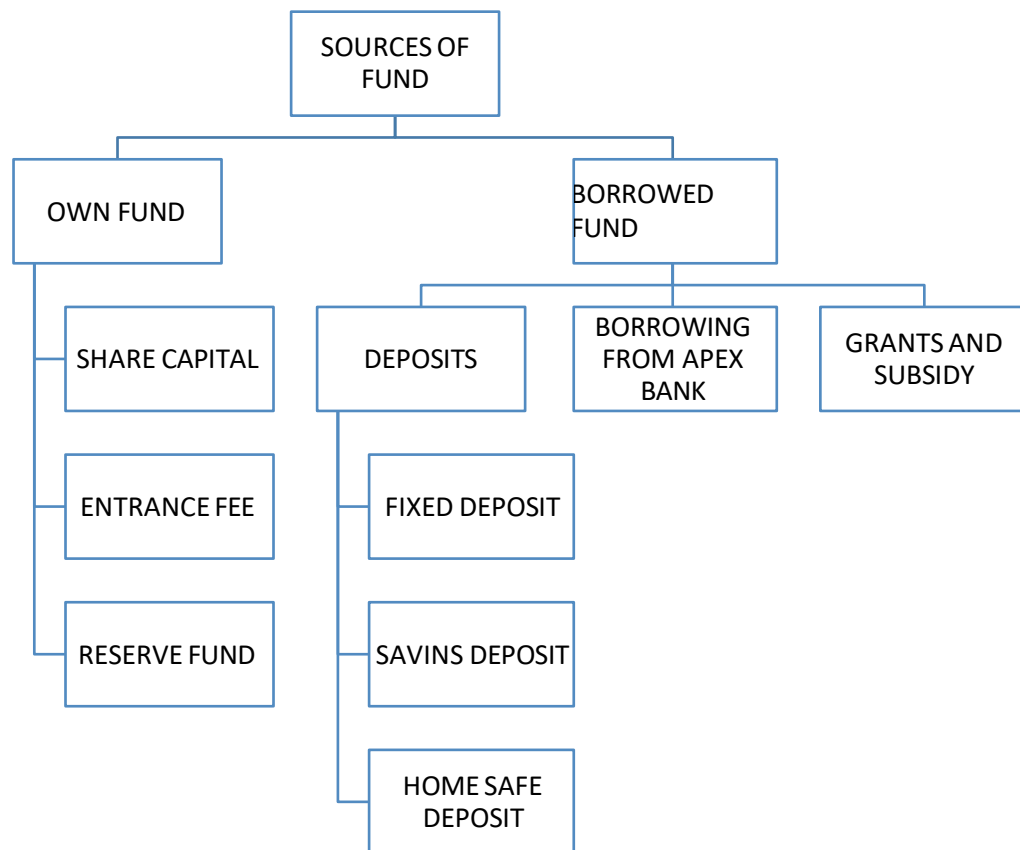 SOURCES OF
FUND
OWN FUND
BORROWED
FUND
SHARE CAPITAL
DEPOSITS
BORROWING
FROM APEX
BANK
GRANTS AND
SUBSIDY
ENTRANCE FEE
FIXED DEPOSIT
RESERVE FUND
SAVINS DEPOSIT
HOME SAFE
DEPOSIT